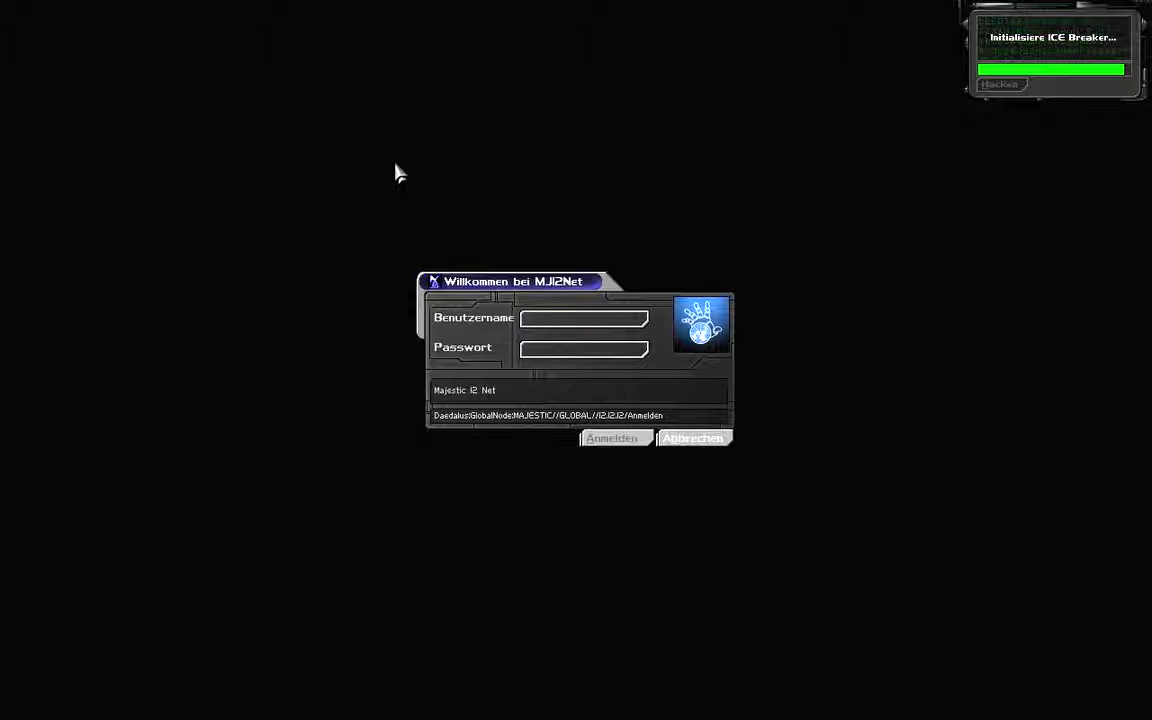 Initialisiere ICE Breaker...
Hacken
Willkommen bei MJ12Net
Benutzername
Passwort
Majestic 12 Net
Daedalus:GlobalNode:MAJESTIC//GLOBAL//12.12.12/Anmelden
Anmelden
Abbrechen